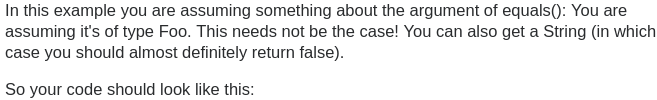 In this example you are assuming something about the argument of equals(): You are
assuming it's of type Foo. This needs not be the case! You can also get a String (in which
case you should almost definitely return false).
So your code should look like this: